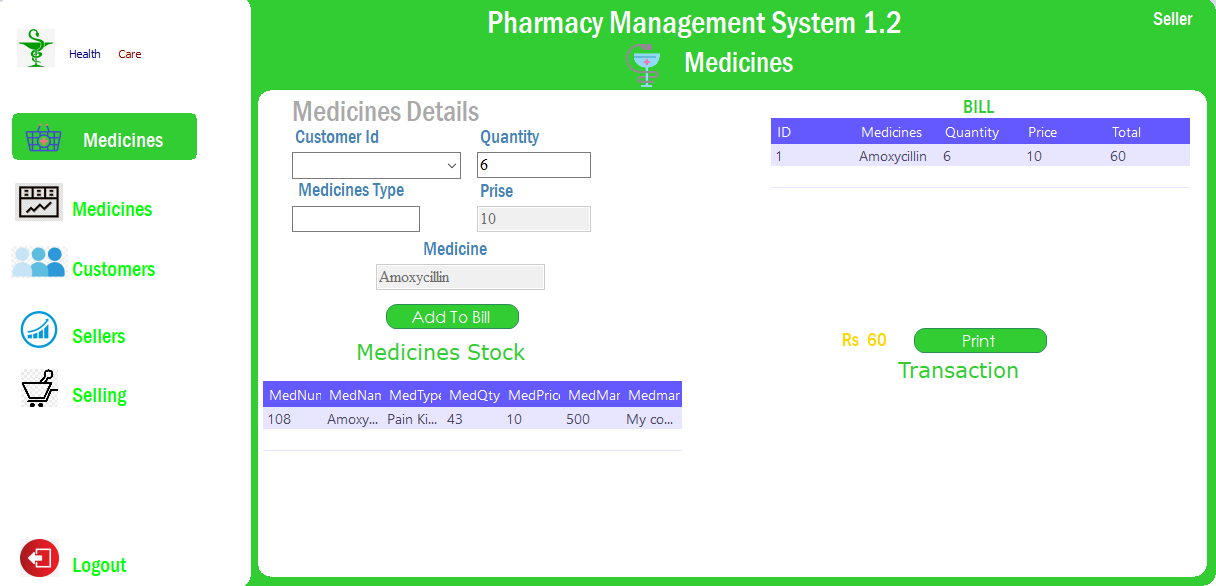 Pharmacy Management System 1.2
Seller
Health Care
Medicines
Medicines
Medicines
Customers
Sellers
Selling
Logout
Medicines Details
Customer Id Quantity
6
Medicines Type Prise
10
Medicine
Amoxycillin
Add To Bill
Medicines Stock
MedNun MedNan MedType MedQty MedPric MedMar Medmar
108 Amoxy... Pain Ki... 43 10 500 My co...
BILL
ID Medicines Quantity Price Total
1 Amoxycillin 6 10 60
Rs 60 Print
Transaction